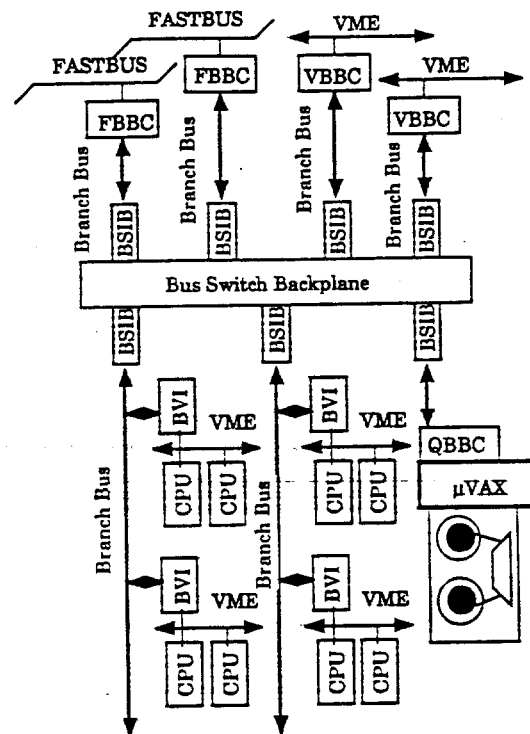 FASTBUS
VME
FASTBUS
VME
FBBC
VBBC
FBBC
VBBC
Branch Bus
Branch Bus
Branch Bus
Branch Bus
BSIB
BSIB
BSIB
BSIB
Bus Switch Backplane
BSIB
BSIB
BSIB
BVI
VME
BVI
VME
QBBC
CPU
CPU
CPU
CPU
µVAX
Branch Bus
Branch Bus
BVI
VME
BVI
VME
CPU
CPU
CPU
CPU